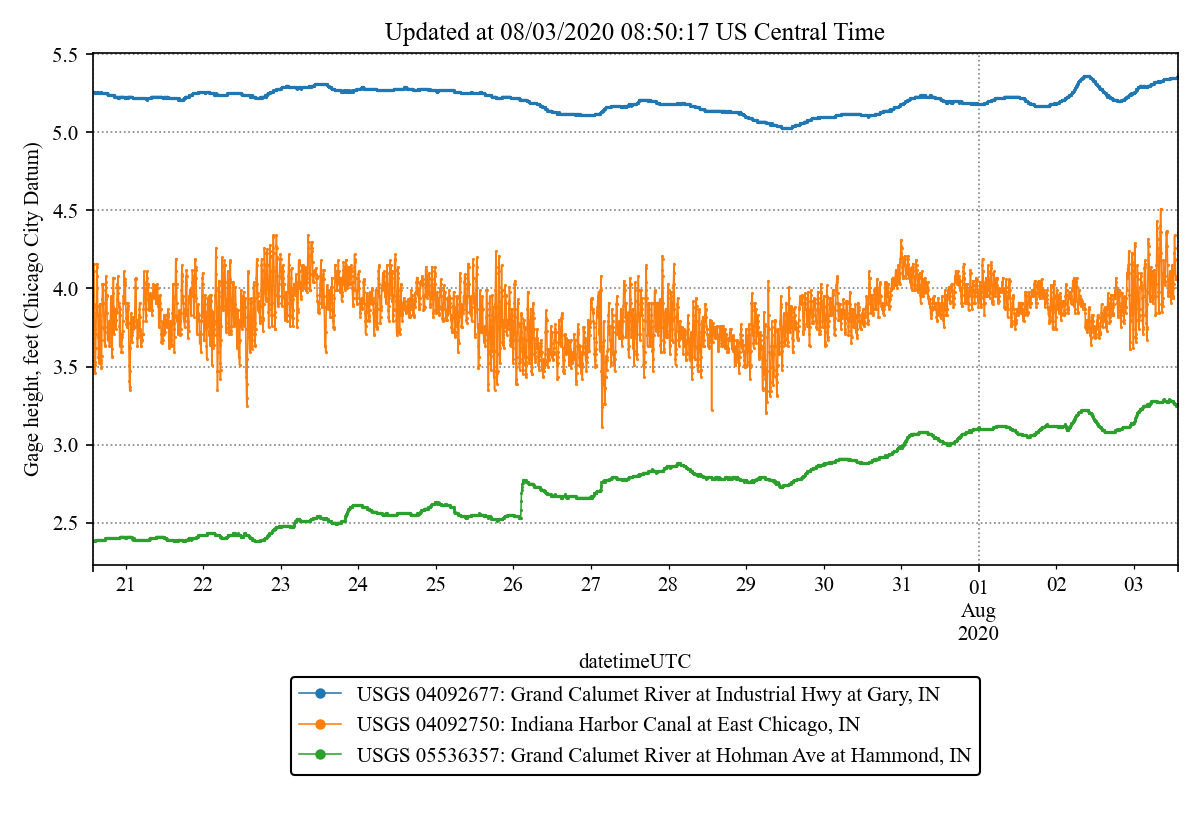 Updated at 08/03/2020 08:50:17 US Central Time
Gage height, feet (Chicago City Datum)
5.5
5.0
4.5
4.0
3.5
3.0
2.5
21 22 23 24 25 26 27 28 29 30 31 01 02 03
Aug
2020
datetimeUTC
USGS 04092677: Grand Calumet River at Industrial Hwy at Gary, IN
USGS 04092750: Indiana Harbor Canal at East Chicago, IN
USGS 05536357: Grand Calumet River at Hohman Ave at Hammond, IN